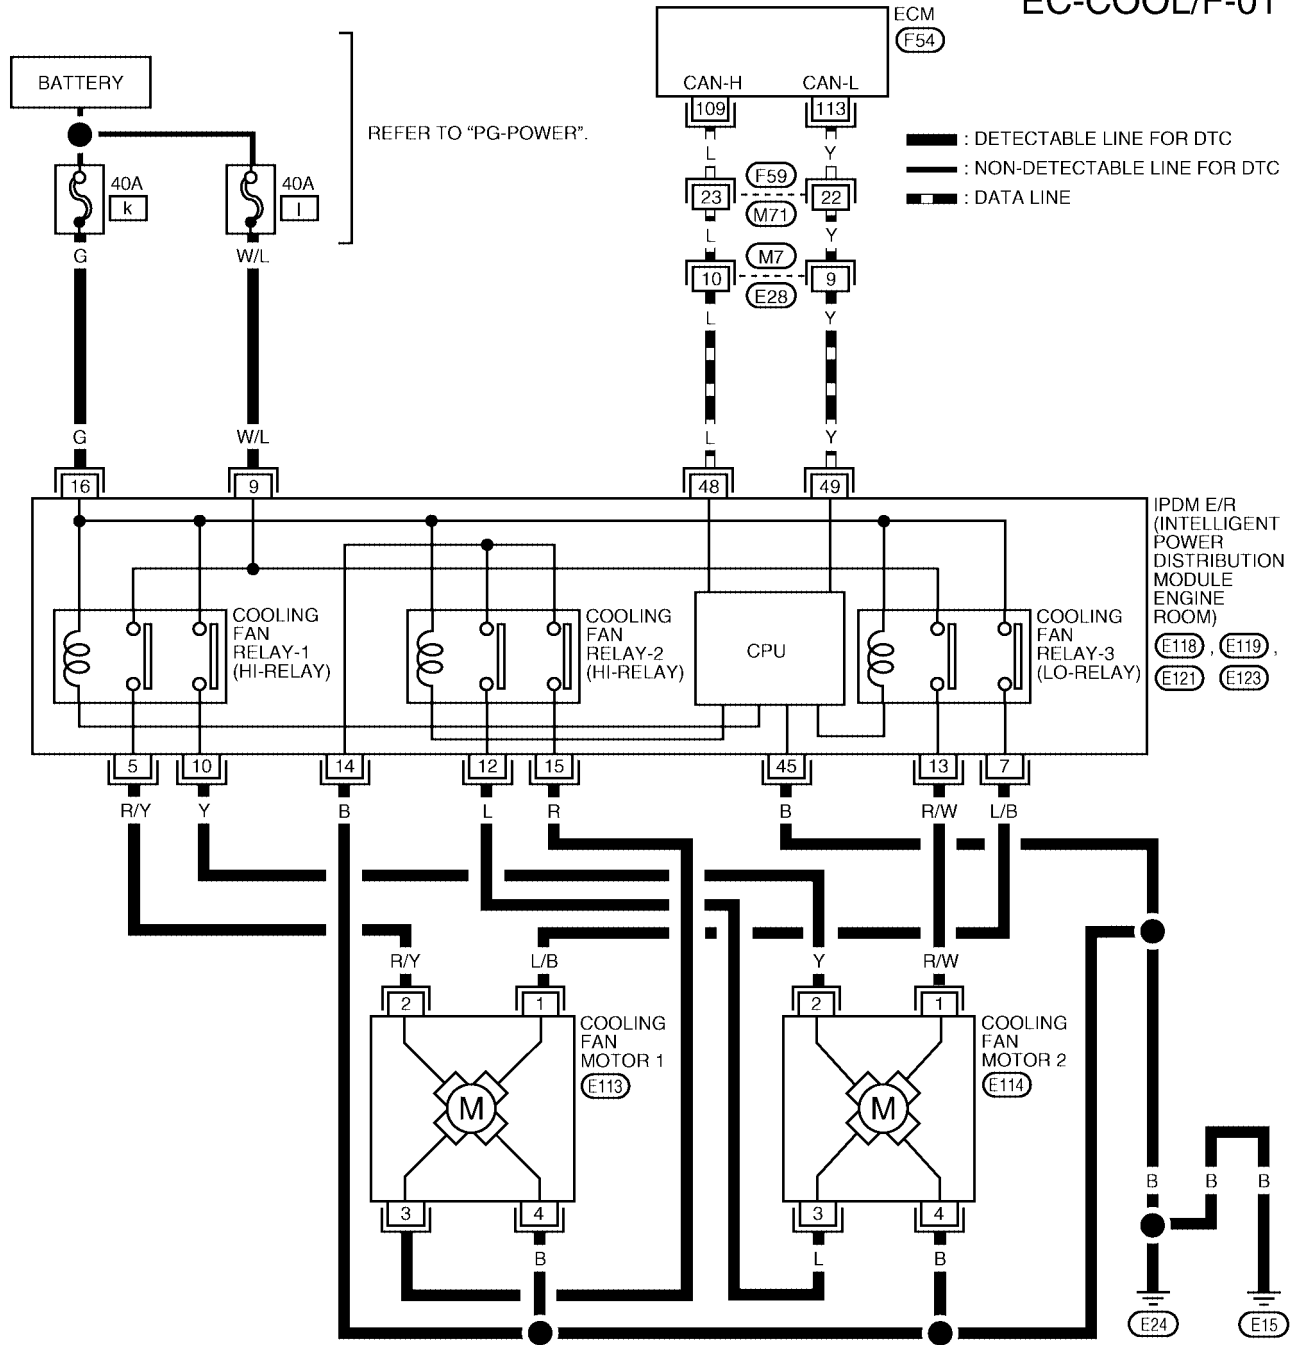 EC-COOL/F-01
BATTERY
REFER TO “PG-POWER”.
40A
k
40A
l
G
W/L
G
W/L
16
9
ECM
F54
CAN-H
CAN-L
109
113
L
Y
23
F59
M71
22
L
Y
10
M7
E28
9
L
Y
L
Y
48
49
: DETECTABLE LINE FOR DTC
: NON-DETECTABLE LINE FOR DTC
: DATA LINE
IPDM E/R
(INTELLIGENT
POWER
DISTRIBUTION
MODULE
ENGINE
ROOM)
E118 , E119 ,
E121 E123
COOLING
FAN
RELAY-1
(HI-RELAY)
COOLING
FAN
RELAY-2
(HI-RELAY)
CPU
COOLING
FAN
RELAY-3
(LO-RELAY)
5
10
14
12
15
45
13
7
R/Y
Y
B
L
R
B
R/W
L/B
R/Y
L/B
Y
R/W
2
1
2
1
COOLING
FAN
MOTOR 1
E113
M
COOLING
FAN
MOTOR 2
E114
M
3
4
3
4
B
L
B
B
B
B
E24
E15